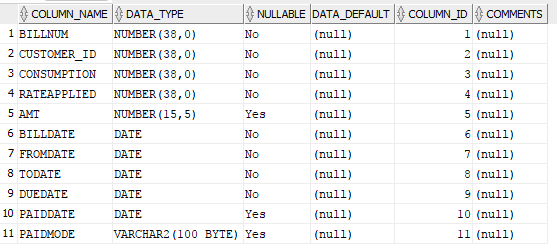 COLUMN_NAME DATA_TYPE NULLABLE DATA_DEFAULT COLUMN_ID COMMENTS
1 BILLNUM NUMBER(38,0) No (null) 1 (null)
2 CUSTOMER_ID NUMBER(38,0) No (null) 2 (null)
3 CONSUMPTION NUMBER(38,0) No (null) 3 (null)
4 RATEAPPLIED NUMBER(38,0) No (null) 4 (null)
5 AMT NUMBER(15,5) Yes (null) 5 (null)
6 BILLDATE DATE No (null) 6 (null)
7 FROMDATE DATE No (null) 7 (null)
8 TODATE DATE No (null) 8 (null)
9 DUEDATE DATE No (null) 9 (null)
10 PAIDDATE DATE Yes (null) 10 (null)
11 PAIDMODE VARCHAR2(100 BYTE) Yes (null) 11 (null)